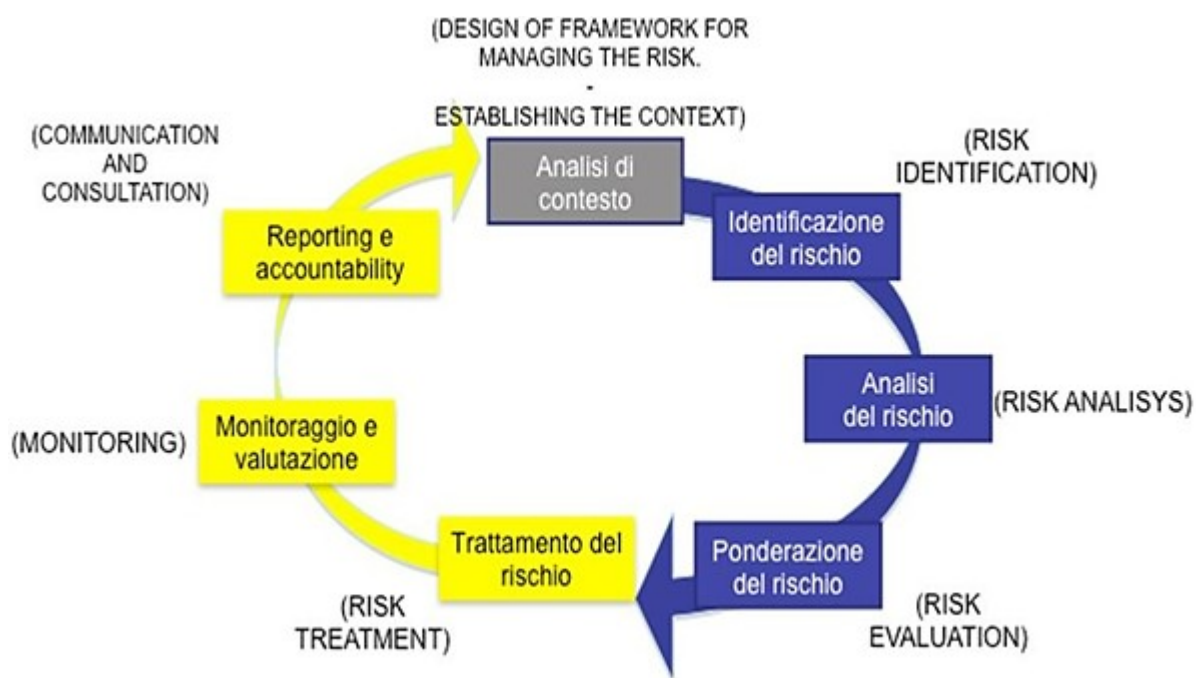 (DESIGN OF FRAMEWORK FOR
MANAGING THE RISK.
-
ESTABLISHING THE CONTEXT)
Analisi di
contesto
(RISK
IDENTIFICATION)
Identificazione
del rischio
Analisi
del rischio
(RISK ANALISYS)
Ponderazione
del rischio
(RISK
EVALUATION)
Trattamento del
rischio
(RISK
TREATMENT)
Monitoraggio e
valutazione
(MONITORING)
Reporting e
accountability
(COMMUNICATION
AND
CONSULTATION)